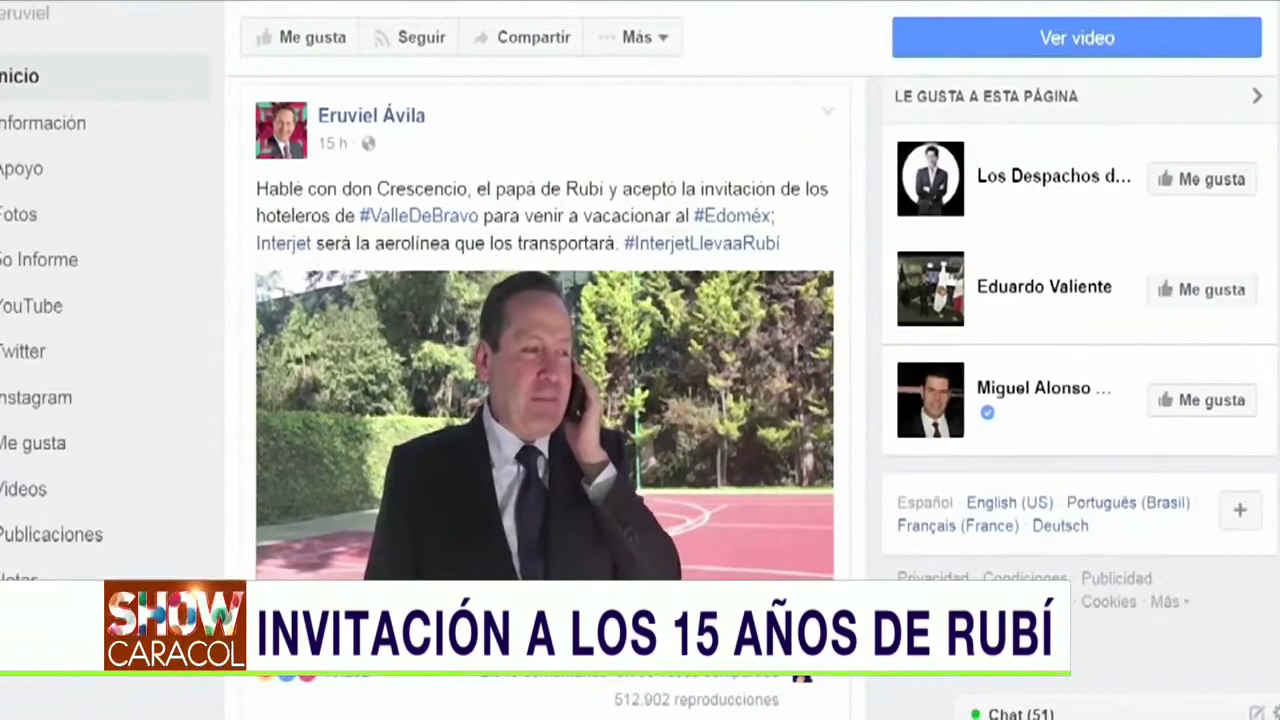 eruviel
Me gusta
Seguir
Compartir
Más
Ver video
nicio
nformación
Apoyo
Fotos
5o Informe
YouTube
Twitter
nstagram
Me gusta
Videos
Publicaciones
Eruviel Ávila
15 h
Hablé con don Crescencio, el papá de Rubí y aceptó la invitación de los
hoteleros de #ValleDeBravo para venir a vacacionar al #Edoméx;
Interjet será la aerolínea que los transportará. #InterjetLlevaaRubí
LE GUSTA A ESTA PÁGINA
Los Despachos d...
Me gusta
Eduardo Valiente
Me gusta
Miguel Alonso ...
Me gusta
Español · English (US) · Português (Brasil) ·
Français (France) · Deutsch
Privacidad · Condiciones · Publicidad
· Cookies · Más
SHOW
CARACOL
INVITACIÓN A LOS 15 AÑOS DE RUBÍ
512.902 reproducciones
Chat (51)